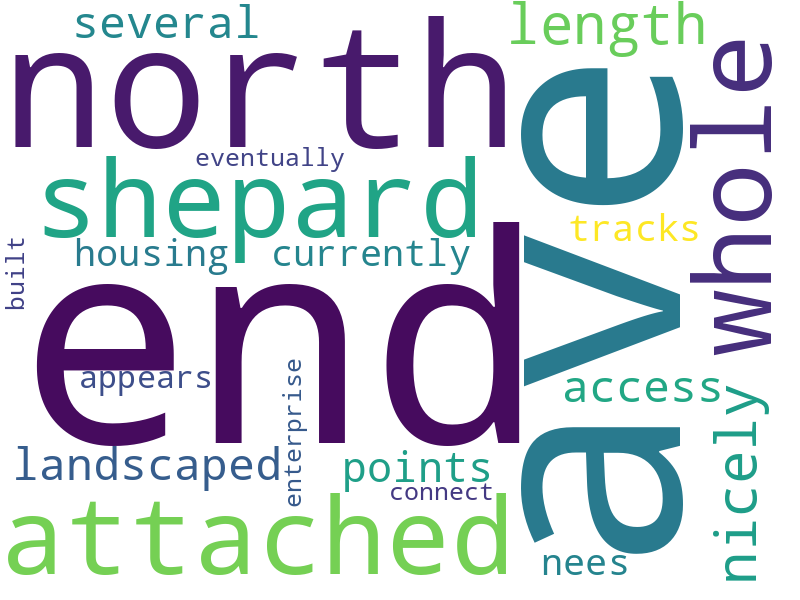 several
length
north
whole
ave
eventually
shepard
tracks
built
housing
currently
end
appears
enterprise
access
nicely
landscaped
points
connect
attached
nees